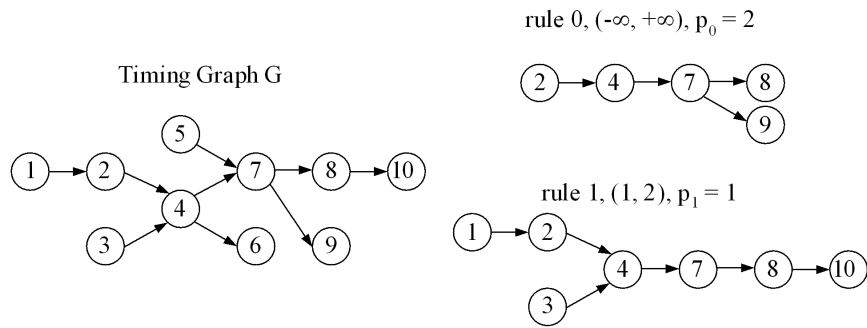 rule 0, (-∞, +∞), p₀ = 2
Timing Graph G
2 4 7 8
9
5
1 2 7 8 10
4
3 6 9
rule 1, (1, 2), p₁ = 1
1 2
4 7 8 10
3